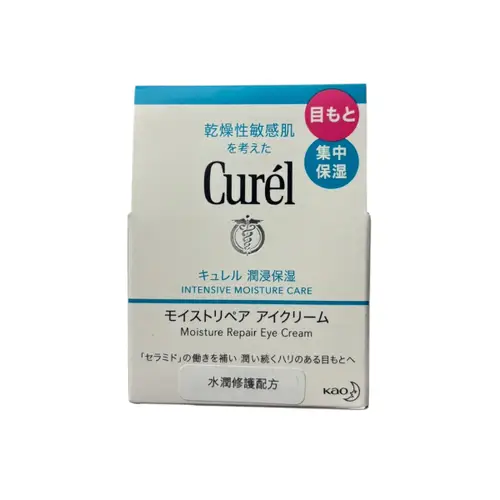 乾燥性敏感肌
を考えた
目もと
集中
保湿
Curél
キュレル 潤浸保湿
INTENSIVE MOISTURE CARE
モイストリペア アイクリーム
Moisture Repair Eye Cream
「セラミド」の働きを補い 潤い続くハリのある目もとへ
水潤修護配方
Kao